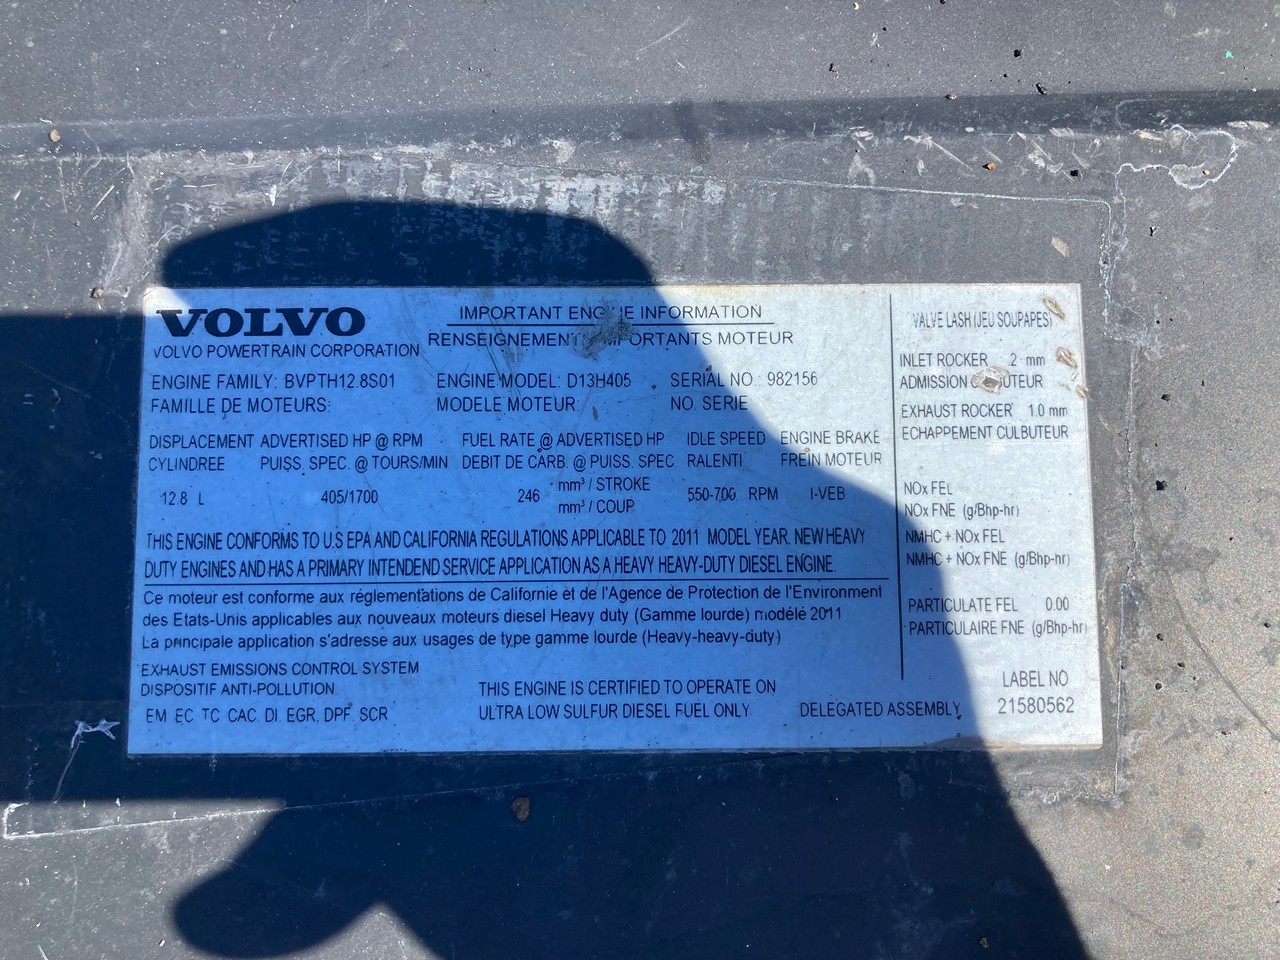 VOLVO
VOLVO POWERTRAIN CORPORATION
IMPORTANT INFORMATION
MOTEUR
ENGINE FAMILY: BVPTH12.8S01 ENGINE MODEL: D13H405 SERIAL NO.: 982156
FAMILLE DE MOTEURS: MODELE MOTEUR: NO. SERIE
DISPLACEMENT ADVERTISED HP @ RPM FUEL RATE @ ADVERTISED HP IDLE SPEED ENGINE BRAKE
CYLINDREE PUISS. SPEC. @ TOURS/MIN DEBIT DE CARB. @ PUISS. SPEC. RALENTI FREIN MOTEUR
12.8 L 405/1700 246 mm³ / STROKE 550-700 RPM I-VEB
mm³ / COUP
THIS ENGINE CONFORMS TO U.S EPA AND CALIFORNIA REGULATIONS APPLICABLE TO 2011 MODEL YEAR. NEW HEAVY
DUTY ENGINES AND HAS A PRIMARY INTENDEND SERVICE APPLICATION AS A HEAVY HEAVY-DUTY DIESEL ENGINE.
Ce moteur est conforme aux réglementations de Californie et de l'Agence de Protection de l'Environment
des Etats-Unis applicables aux nouveaux moteurs diesel Heavy duty (Gamme lourde) modélé 2011
La principale application s'adresse aux usages de type gamme lourde (Heavy-heavy-duty)
EXHAUST EMISSIONS CONTROL SYSTEM
DISPOSITIF ANTI-POLLUTION
EM EC TC CAC DI EGR, DPF, SCR
THIS ENGINE IS CERTIFIED TO OPERATE ON
ULTRA LOW SULFUR DIESEL FUEL ONLY
DELEGATED ASSEMBLY
VALVE LASH (JEU SOUPAPES)
INLET ROCKER mm
ADMISSION
EXHAUST ROCKER 1.0 mm
ECHAPPEMENT CULBUTEUR
NOx FEL
NOx FNE (g/Bhp-hr)
NMHC + NOx FEL
NMHC + NOx FNE (g/Bhp-hr)
PARTICULATE FEL 0.00
PARTICULAIRE FNE (g/Bhp-hr)
LABEL NO
21580562